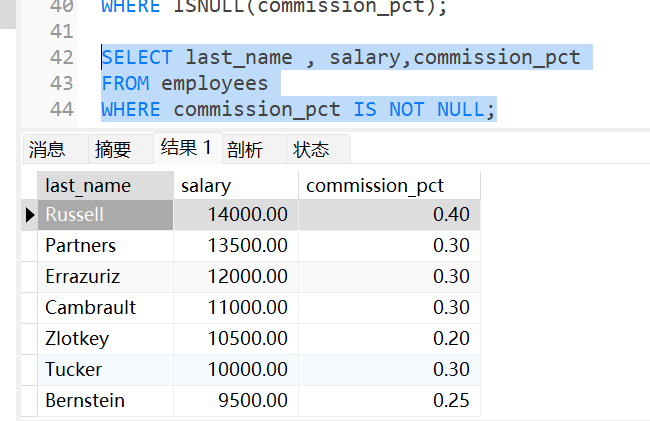 40 WHERE ISNULL(commission_pct);
41
42 SELECT last_name , salary,commission_pct
43 FROM employees
44 WHERE commission_pct IS NOT NULL;
消息 摘要 结果 1 剖析 状态
last_name salary commission_pct
Russell 14000.00 0.40
Partners 13500.00 0.30
Errazuriz 12000.00 0.30
Cambrault 11000.00 0.30
Zlotkey 10500.00 0.20
Tucker 10000.00 0.30
Bernstein 9500.00 0.25